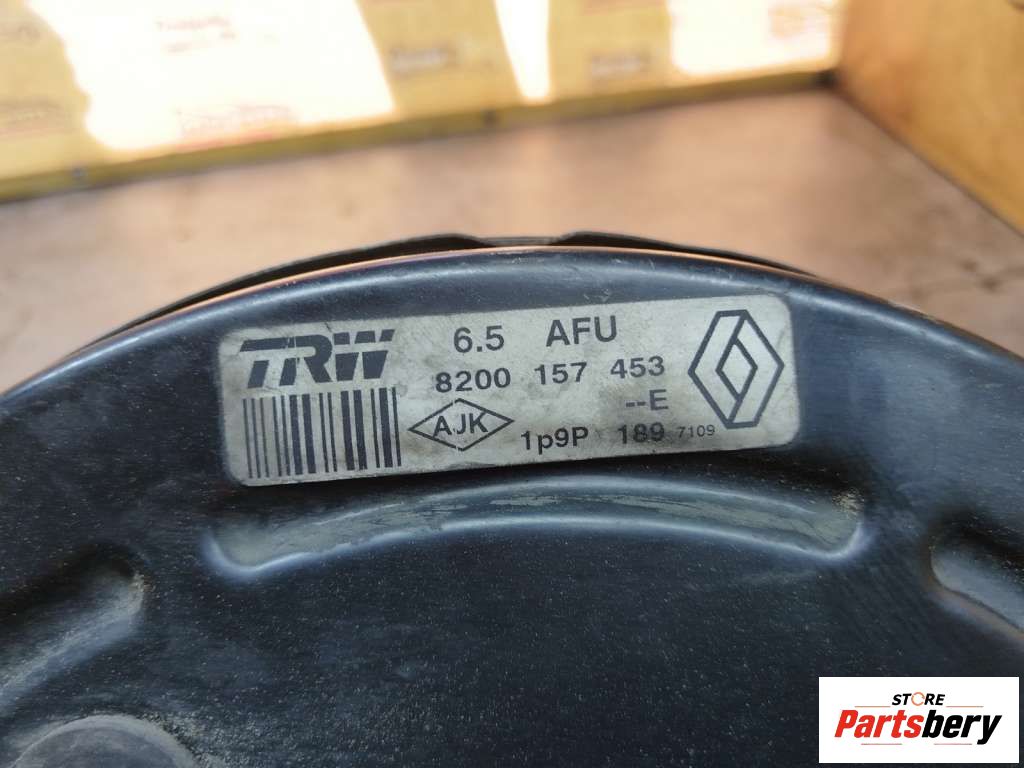 TRW
6.5 AFU
8200 157 453
--E
AJK
1p9P 189 7109
STORE
Partsbery